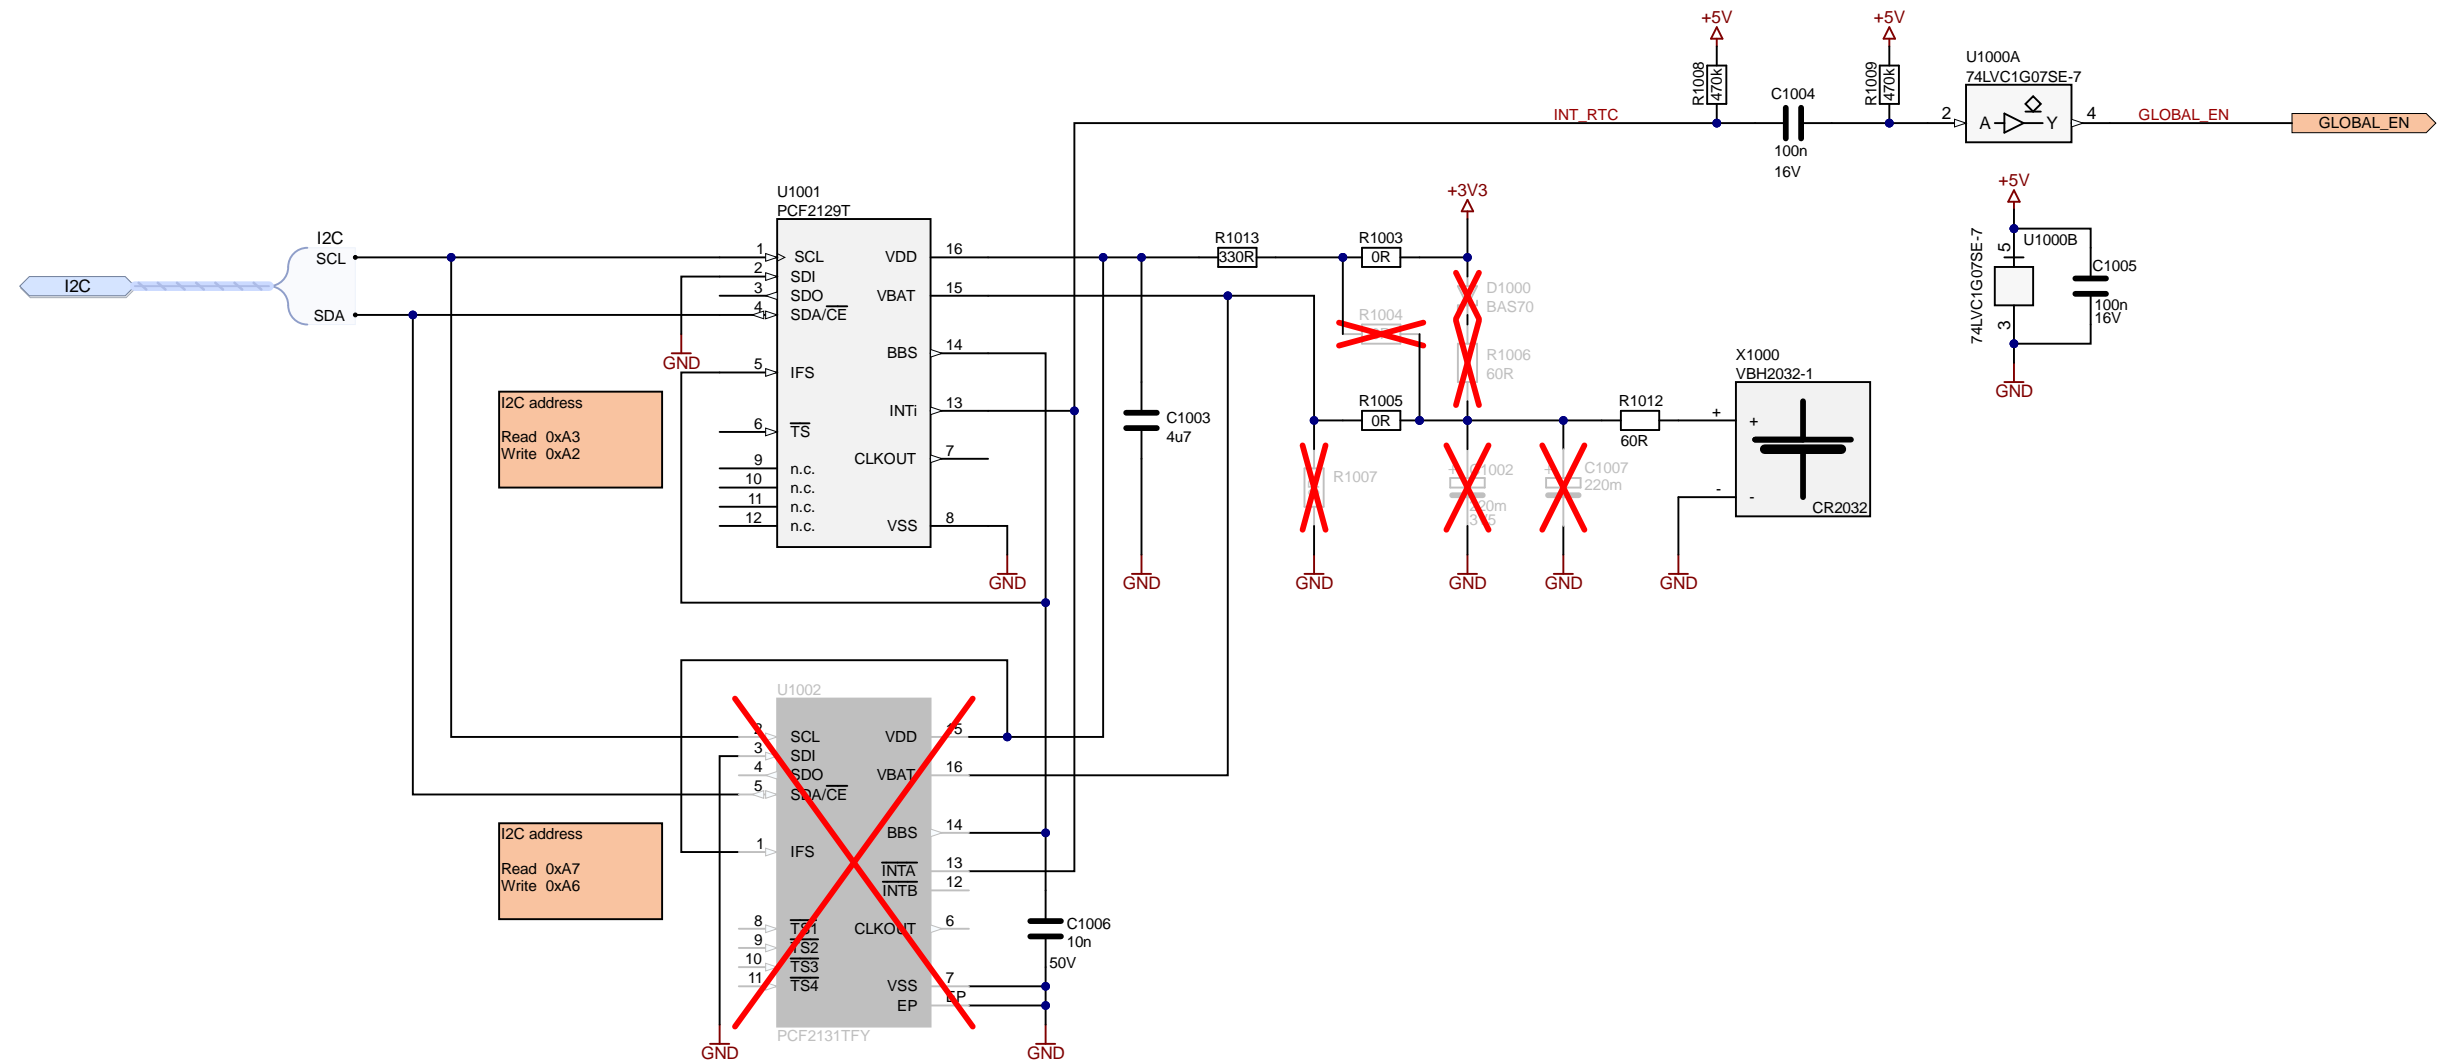 +5V
+5V
U1000A
74LVC1G07SE-7
R1008
470k
R1009
470k
C1004
100n
16V
INT_RTC
2
A
Y
4
GLOBAL_EN
GLOBAL_EN
+5V
74LVC1G07SE-7
5
U1000B
3
C1005
100n
16V
GND
U1001
PCF2129T
I2C
I2C
SCL
SDA
1
SCL
2
SDI
3
SDO
4
SDA/CE
5
IFS
6
TS
9
n.c.
10
n.c.
11
n.c.
12
n.c.
VDD
16
VBAT
15
BBS
14
INTi
13
CLKOUT
7
VSS
8
GND
GND
GND
I2C address
Read 0xA3
Write 0xA2
C1003
4u7
R1013
330R
R1003
0R
+3V3
D1000
BAS70
R1004
R1006
60R
R1005
0R
R1012
60R
R1007
C1002
220m
3V5
C1007
220m
GND
GND
GND
GND
X1000
VBH2032-1
+
+
-
-
CR2032
U1002
2
SCL
3
SDI
4
SDO
5
SDA/CE
1
IFS
8
TS1
9
TS2
10
TS3
11
TS4
VDD
15
VBAT
16
BBS
14
INTA
13
INTB
12
CLKOUT
6
VSS
7
EP
EP
PCF2131TFY
I2C address
Read 0xA7
Write 0xA6
C1006
10n
50V
GND
GND